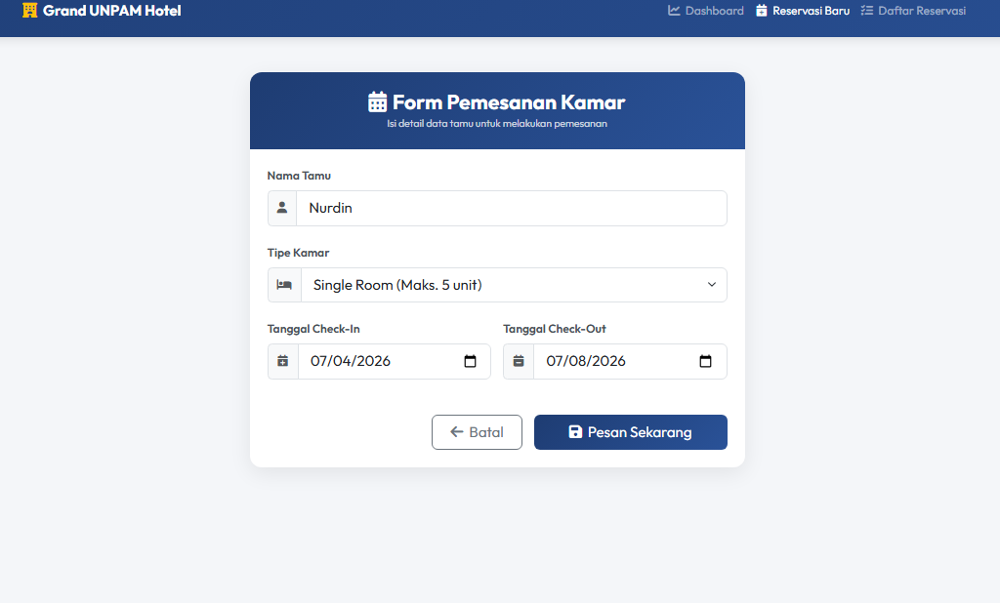 Grand UNPAM Hotel
Dashboard Reservasi Baru Daftar Reservasi
Form Pemesanan Kamar
Isi detail data tamu untuk melakukan pemesanan
Nama Tamu
Nurdin
Tipe Kamar
Single Room (Maks. 5 unit)
Tanggal Check-In Tanggal Check-Out
07/04/2026 07/08/2026
Batal Pesan Sekarang